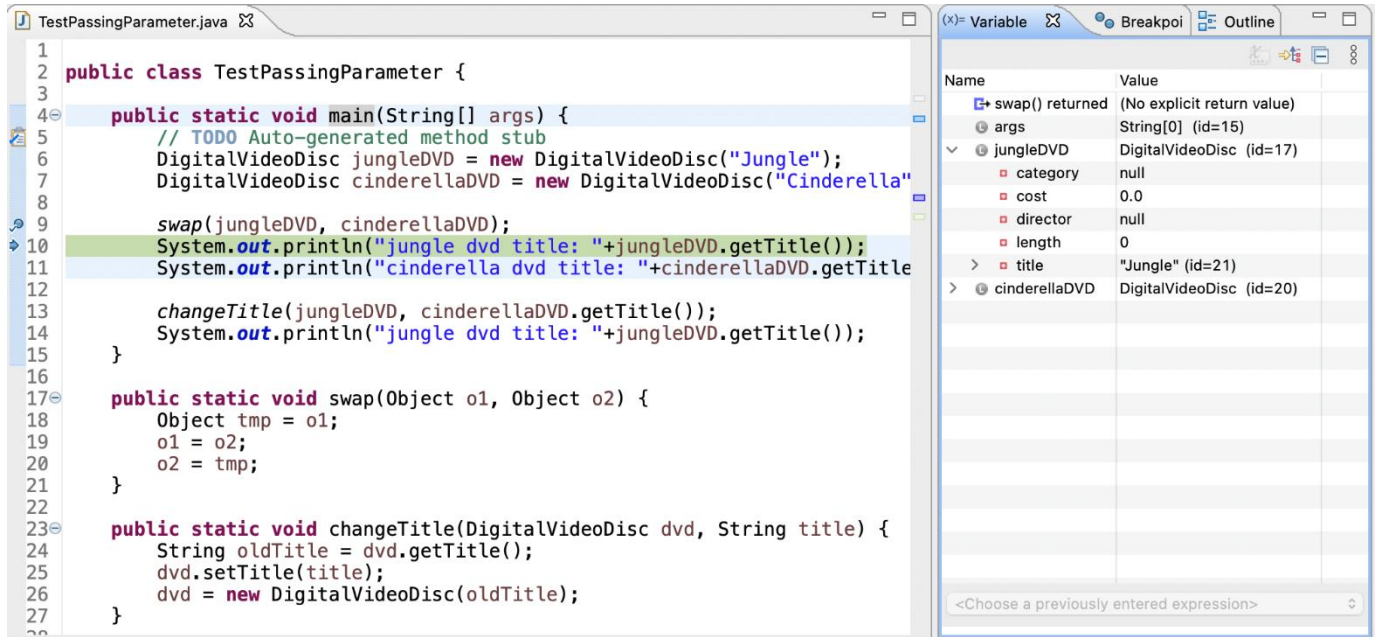 TestPassingParameter.java
1
2 public class TestPassingParameter {
3
4 public static void main(String[] args) {
5 // TODO Auto-generated method stub
6 DigitalVideoDisc jungleDVD = new DigitalVideoDisc("Jungle");
7 DigitalVideoDisc cinderellaDVD = new DigitalVideoDisc("Cinderella"
8
9 swap(jungleDVD, cinderellaDVD);
10 System.out.println("jungle dvd title: "+jungleDVD.getTitle());
11 System.out.println("cinderella dvd title: "+cinderellaDVD.getTitle
12
13 changeTitle(jungleDVD, cinderellaDVD.getTitle());
14 System.out.println("jungle dvd title: "+jungleDVD.getTitle());
15 }
16
17 public static void swap(Object o1, Object o2) {
18 Object tmp = o1;
19 o1 = o2;
20 o2 = tmp;
21 }
22
23 public static void changeTitle(DigitalVideoDisc dvd, String title) {
24 String oldTitle = dvd.getTitle();
25 dvd.setTitle(title);
26 dvd = new DigitalVideoDisc(oldTitle);
27 }
(x)= Variable Breakpoi Outline
Name Value
swap() returned (No explicit return value)
args String[0] (id=15)
jungleDVD DigitalVideoDisc (id=17)
category null
cost 0.0
director null
length 0
title "Jungle" (id=21)
cinderellaDVD DigitalVideoDisc (id=20)
<Choose a previously entered expression>